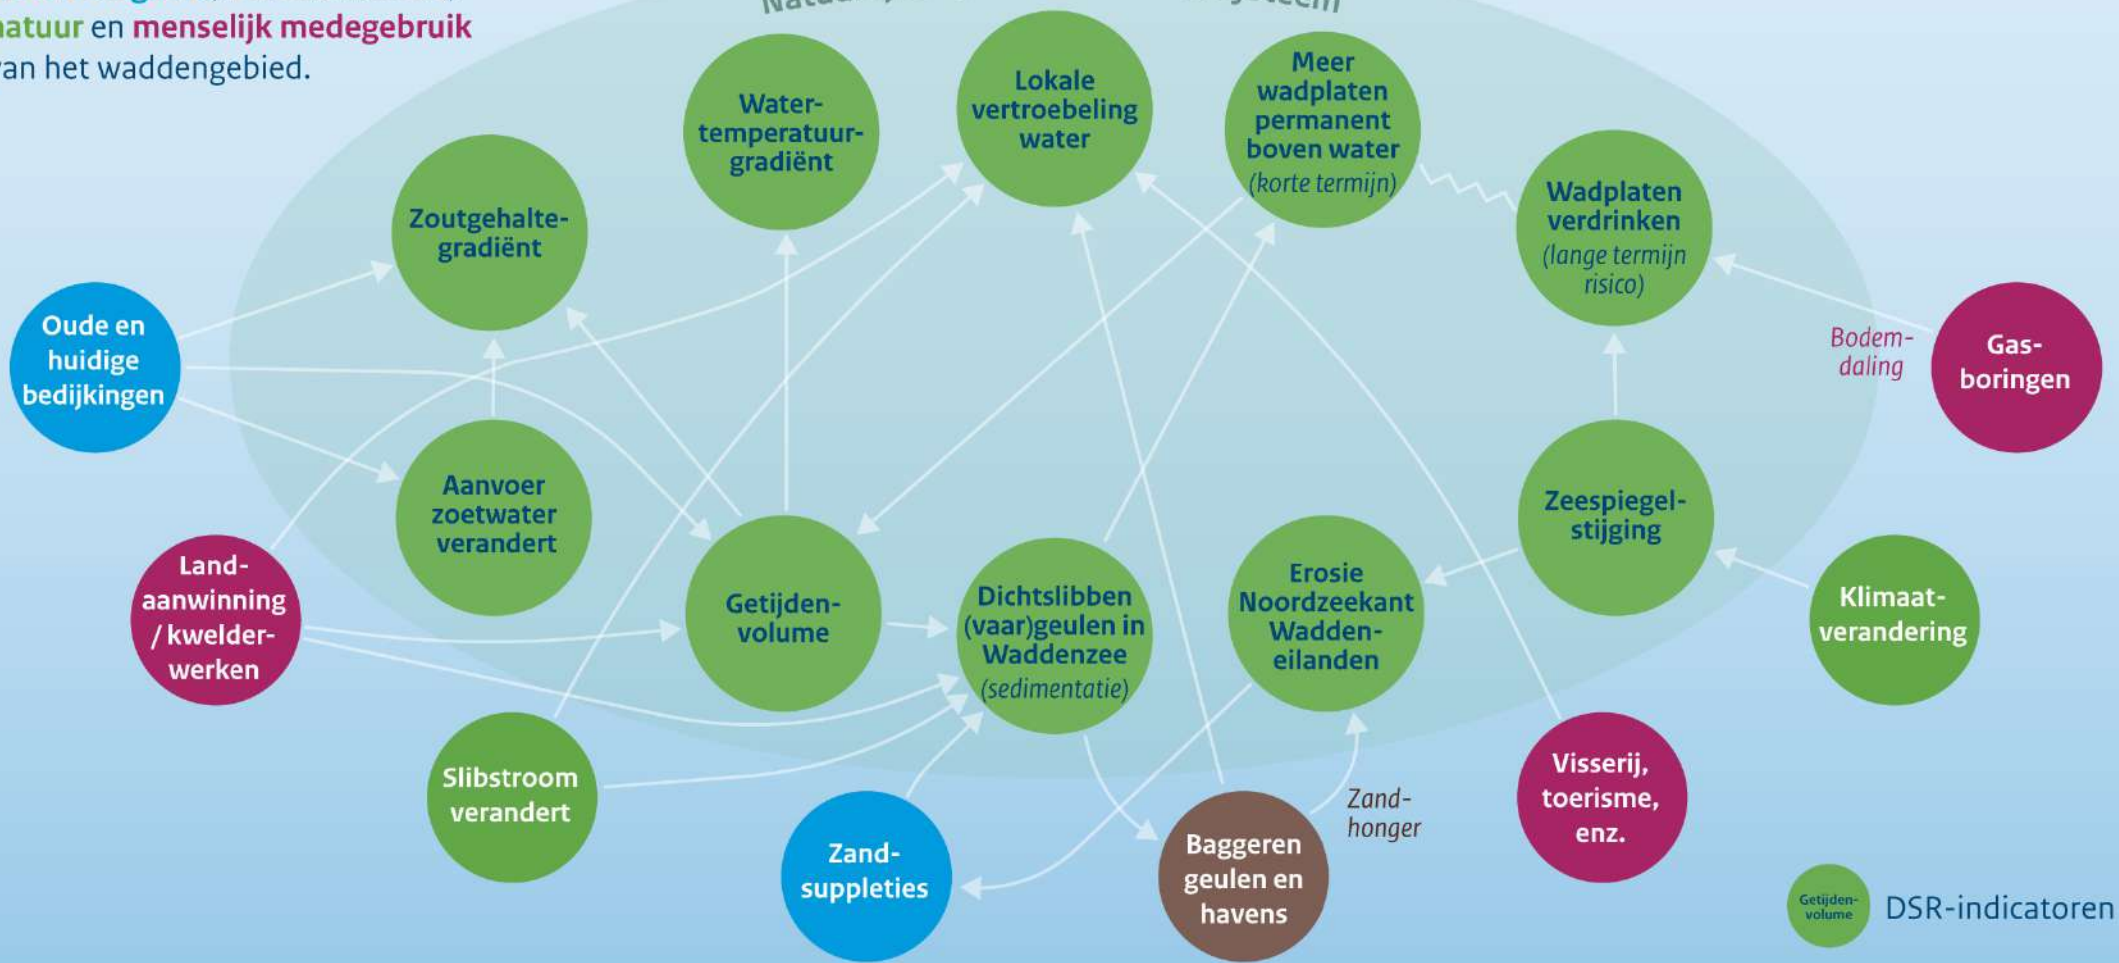 natuur en menselijk medegebruik
van het waddengebied.
Water-
temperatuur-
gradiënt
Lokale
vertroebeling
water
Meer
wadplaten
permanent
boven water
(korte termijn)
Wadplaten
verdrinken
(lange termijn
risico)
Zoutgehalte-
gradiënt
Oude en
huidige
bedijkingen
Bodem-
daling
Gas-
boringen
Aanvoer
zoetwater
verandert
Zeespiegel-
stijging
Land-
aanwinning
/ kwelder-
werken
Getijden-
volume
Dichtslibben
(vaar)geulen in
Waddenzee
(sedimentatie)
Erosie
Noordzeekant
Wadden-
eilanden
Klimaat-
verandering
Slibstroom
verandert
Zand-
suppleties
Baggeren
geulen en
havens
Zand-
honger
Visserij,
toerisme,
enz.
Getijden-
volume
DSR-indicatoren